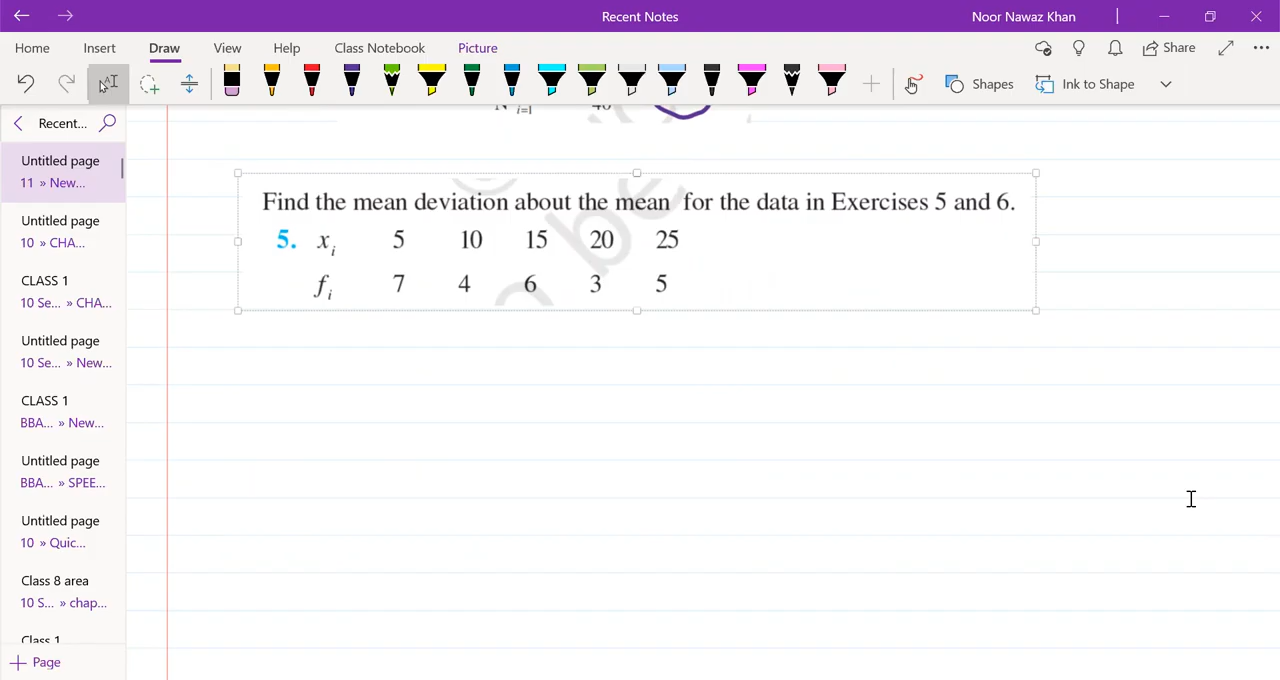 Recent Notes
Noor Nawaz Khan
Home Insert Draw View Help Class Notebook Picture
Share
Shapes
Ink to Shape
Recent...
Untitled page
11 » New...
Untitled page
10 » CHA...
CLASS 1
10 Se... » CHA...
Untitled page
10 Se... » New...
CLASS 1
BBA... » New...
Untitled page
BBA... » SPEE...
Untitled page
10 » Quic...
Class 8 area
10 S... » chap...
Class 1
+ Page
i=1
Find the mean deviation about the mean for the data in Exercises 5 and 6.
5. xᵢ 5 10 15 20 25
fᵢ 7 4 6 3 5